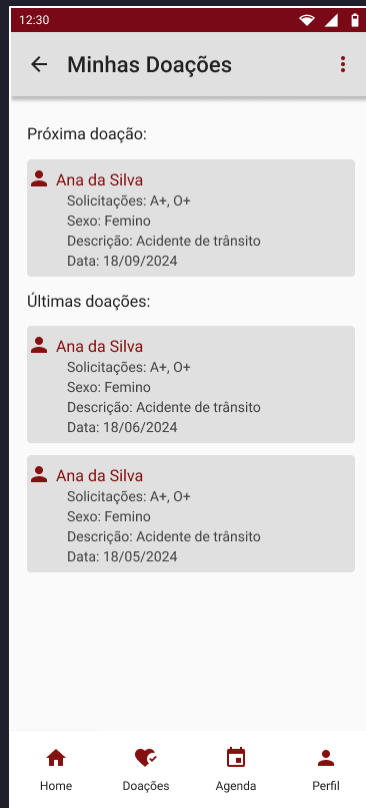 12:30
Minhas Doações
Próxima doação:
Ana da Silva
Solicitações: A+, O+
Sexo: Femino
Descrição: Acidente de trânsito
Data: 18/09/2024
Últimas doações:
Ana da Silva
Solicitações: A+, O+
Sexo: Femino
Descrição: Acidente de trânsito
Data: 18/06/2024
Ana da Silva
Solicitações: A+, O+
Sexo: Femino
Descrição: Acidente de trânsito
Data: 18/05/2024
Home Doações Agenda Perfil